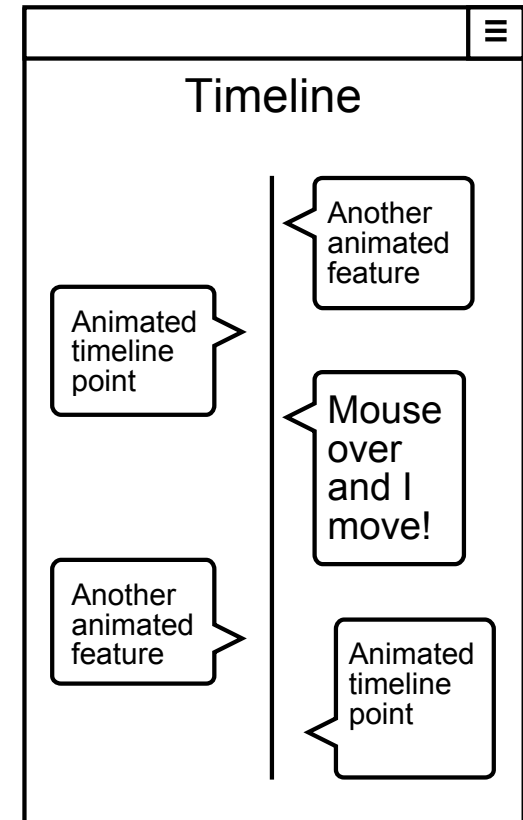 Timeline
Another
animated
feature
Animated
timeline
point
Mouse
over
and I
move!
Another
animated
feature
Animated
timeline
point